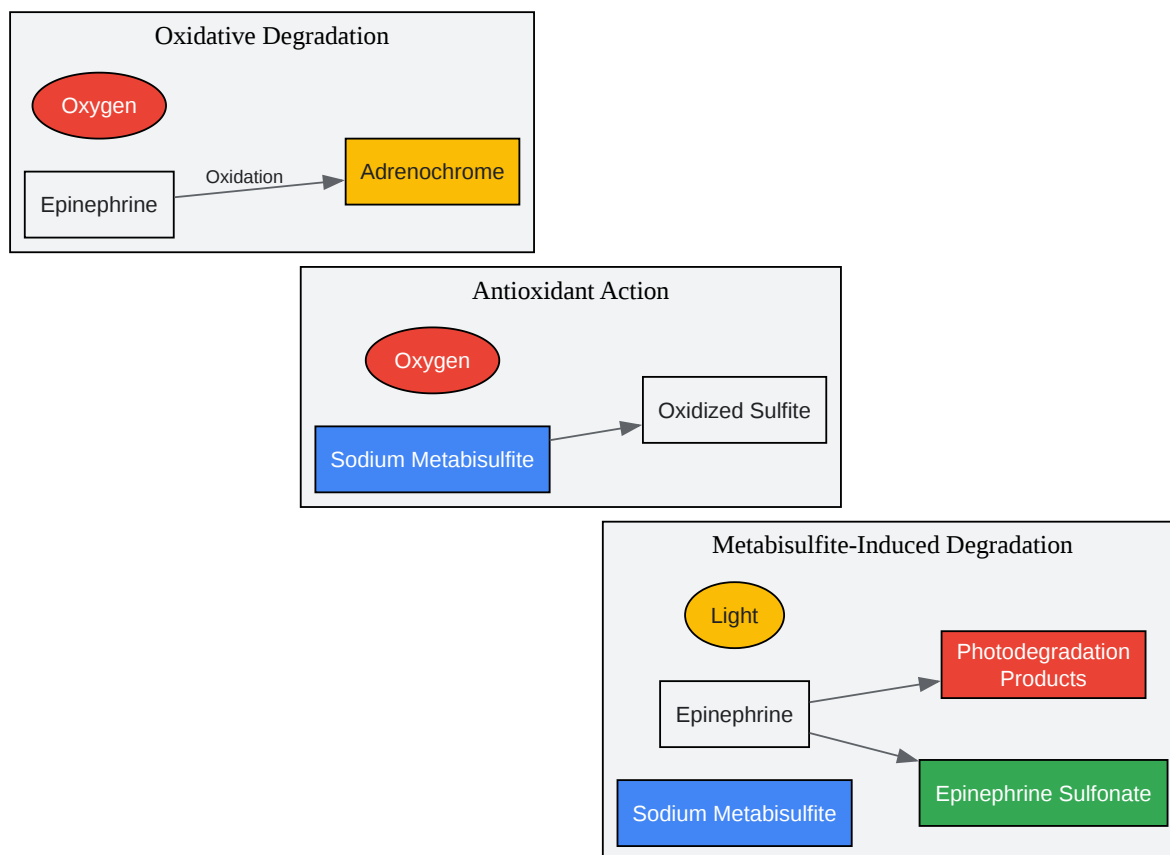 Oxidative Degradation
Oxygen
Epinephrine
Oxidation
Adrenochrome
Antioxidant Action
Oxygen
Sodium Metabisulfite
Oxidized Sulfite
Metabisulfite-Induced Degradation
Light
Epinephrine
Photodegradation
Products
Sodium Metabisulfite
Epinephrine Sulfonate